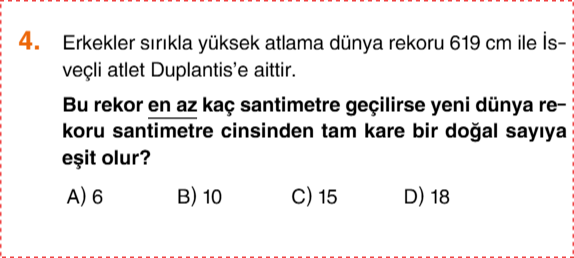 4. Erkekler sırıkla yüksek atlama dünya rekoru 619 cm ile İs-
veçli atlet Duplantis'e aittir.
Bu rekor en az kaç santimetre geçilirse yeni dünya re-
koru santimetre cinsinden tam kare bir doğal sayıya
eşit olur?
A) 6 B) 10 C) 15 D) 18